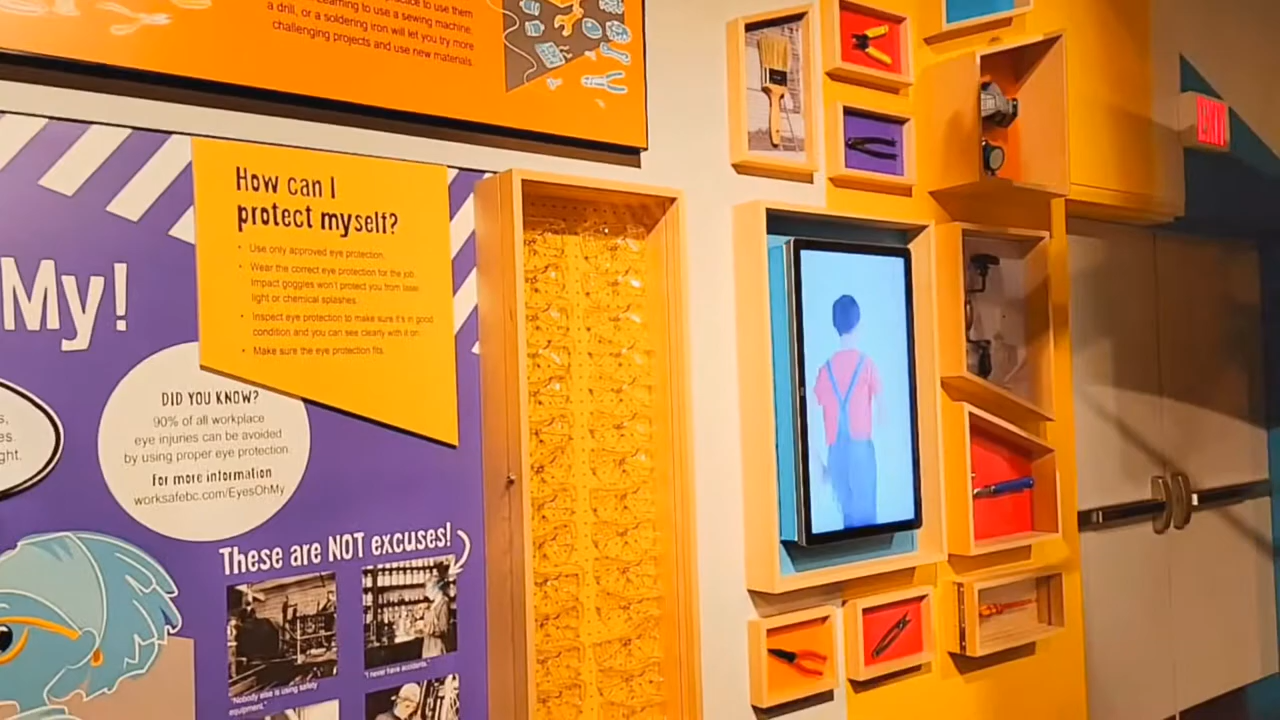 to use them
Learning to use a sewing machine,
a drill, or a soldering iron will let you try more
challenging projects and use new materials.
EXIT
How can I
protect myself?
• Use only approved eye protection.
• Wear the correct eye protection for the job.
Impact goggles won't protect you from laser
light or chemical splashes.
• Inspect eye protection to make sure it's in good
condition and you can see clearly with it on.
• Make sure the eye protection fits.
My!
DID YOU KNOW?
90% of all workplace
eye injuries can be avoided
by using proper eye protection.
For more information
worksafebc.com/EyesOhMy
These are NOT excuses!
"Nobody else is using safety
equipment."
"I never have accidents."